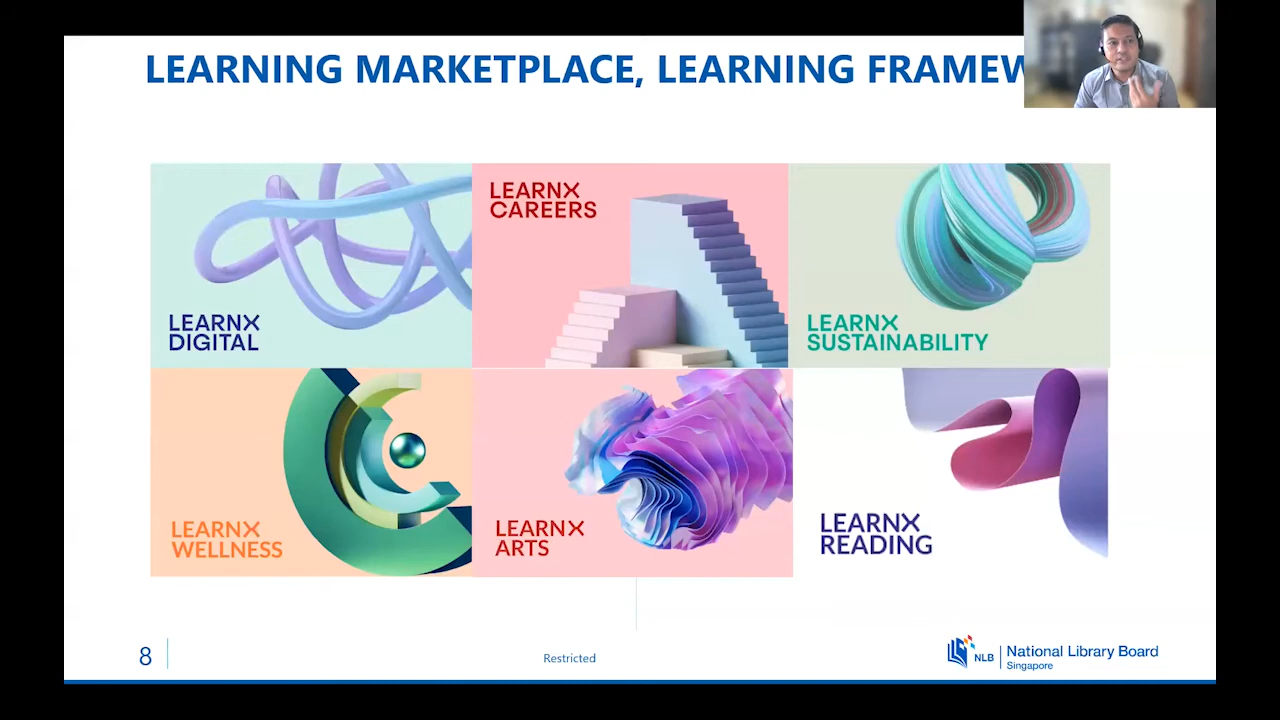 LEARNING MARKETPLACE, LEARNING
LEARNX
DIGITAL
LEARNX
CAREERS
LEARNX
SUSTAINABILITY
LEARNX
WELLNESS
LEARNX
ARTS
LEARNX
READING
8
Restricted
NLB
National Library Board
Singapore